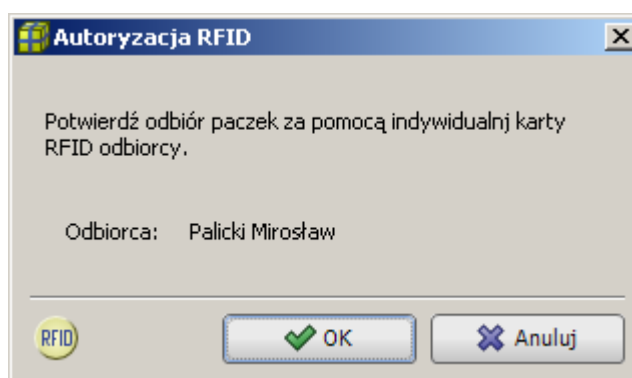 Autoryzacja RFID
Potwierdź odbiór paczek za pomocą indywidualnj karty
RFID odbiorcy.
Odbiorca: Palicki Mirosław
RFID OK Anuluj